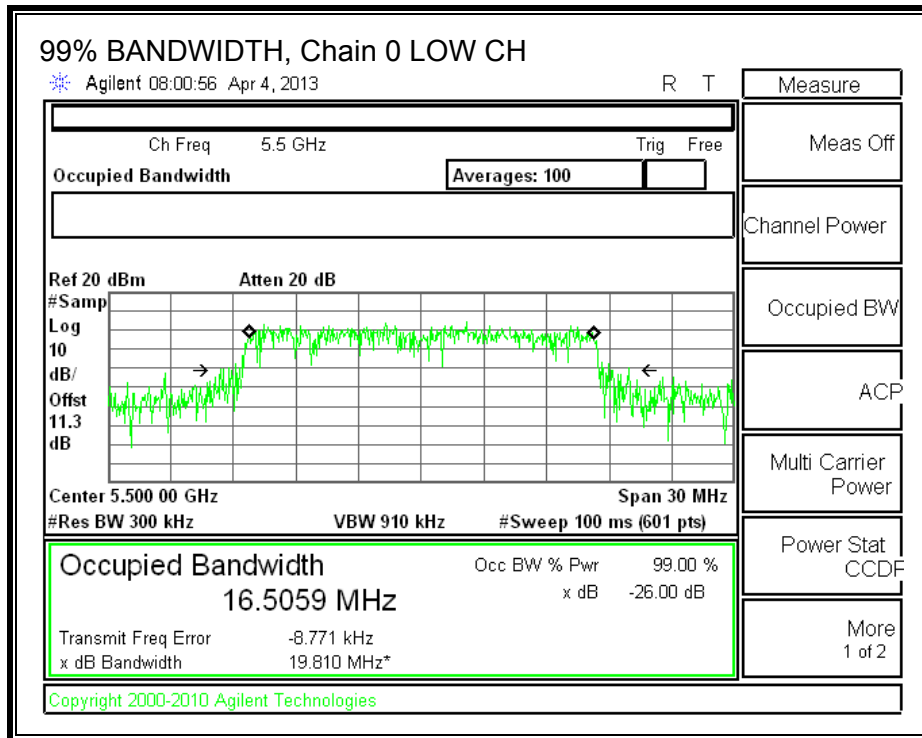 99% BANDWIDTH, Chain 0 LOW CH
Agilent 08:00:56 Apr 4, 2013 R T
Measure
Ch Freq 5.5 GHz Trig Free
Occupied Bandwidth Averages: 100
Meas Off
Channel Power
Occupied BW
ACP
Multi Carrier
Power
Power Stat
CCDF
More
1 of 2
Ref 20 dBm Atten 20 dB
#Samp
Log
10
dB/
Offst
11.3
dB
Center 5.500 00 GHz Span 30 MHz
#Res BW 300 kHz VBW 910 kHz #Sweep 100 ms (601 pts)
Occupied Bandwidth Occ BW % Pwr 99.00 %
16.5059 MHz x dB -26.00 dB
Transmit Freq Error -8.771 kHz
x dB Bandwidth 19.810 MHz*
Copyright 2000-2010 Agilent Technologies